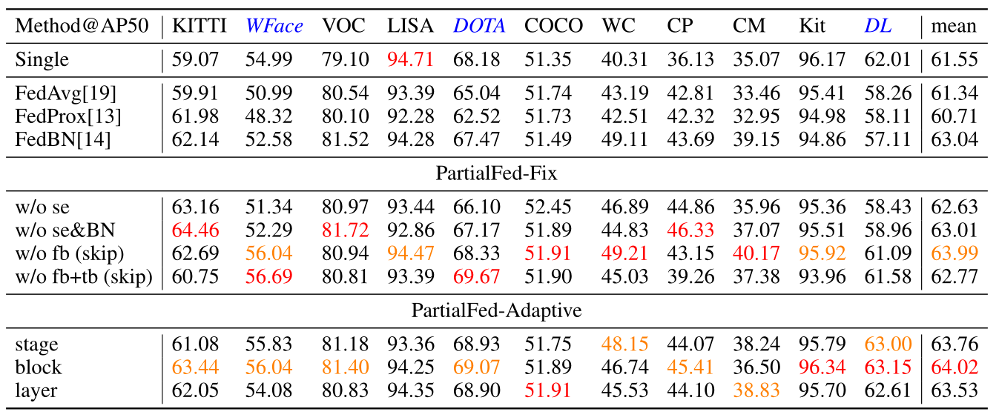 Method@AP50 KITTI WFace VOC LISA DOTA COCO WC CP CM Kit DL mean
Single 59.07 54.99 79.10 94.71 68.18 51.35 40.31 36.13 35.07 96.17 62.01 61.55
FedAvg[19] 59.91 50.99 80.54 93.39 65.04 51.74 43.19 42.81 33.46 95.41 58.26 61.34
FedProx[13] 61.98 48.32 80.10 92.28 62.52 51.73 42.51 42.32 32.95 94.98 58.11 60.71
FedBN[14] 62.14 52.58 81.52 94.28 67.47 51.49 49.11 43.69 39.15 94.86 57.11 63.04
PartialFed-Fix
w/o se 63.16 51.34 80.97 93.44 66.10 52.45 46.89 44.86 35.96 95.36 58.43 62.63
w/o se&BN 64.46 52.29 81.72 92.86 67.17 51.89 44.83 46.33 37.07 95.51 58.96 63.01
w/o fb (skip) 62.69 56.04 80.94 94.47 68.33 51.91 49.21 43.15 40.17 95.92 61.09 63.99
w/o fb+tb (skip) 60.75 56.69 80.81 93.39 69.67 51.90 45.03 39.26 37.38 93.96 61.58 62.77
PartialFed-Adaptive
stage 61.08 55.83 81.18 93.36 68.93 51.75 48.15 44.07 38.24 95.79 63.00 63.76
block 63.44 56.04 81.40 94.25 69.07 51.89 46.74 45.41 36.50 96.34 63.15 64.02
layer 62.05 54.08 80.83 94.35 68.90 51.91 45.53 44.10 38.83 95.70 62.61 63.53